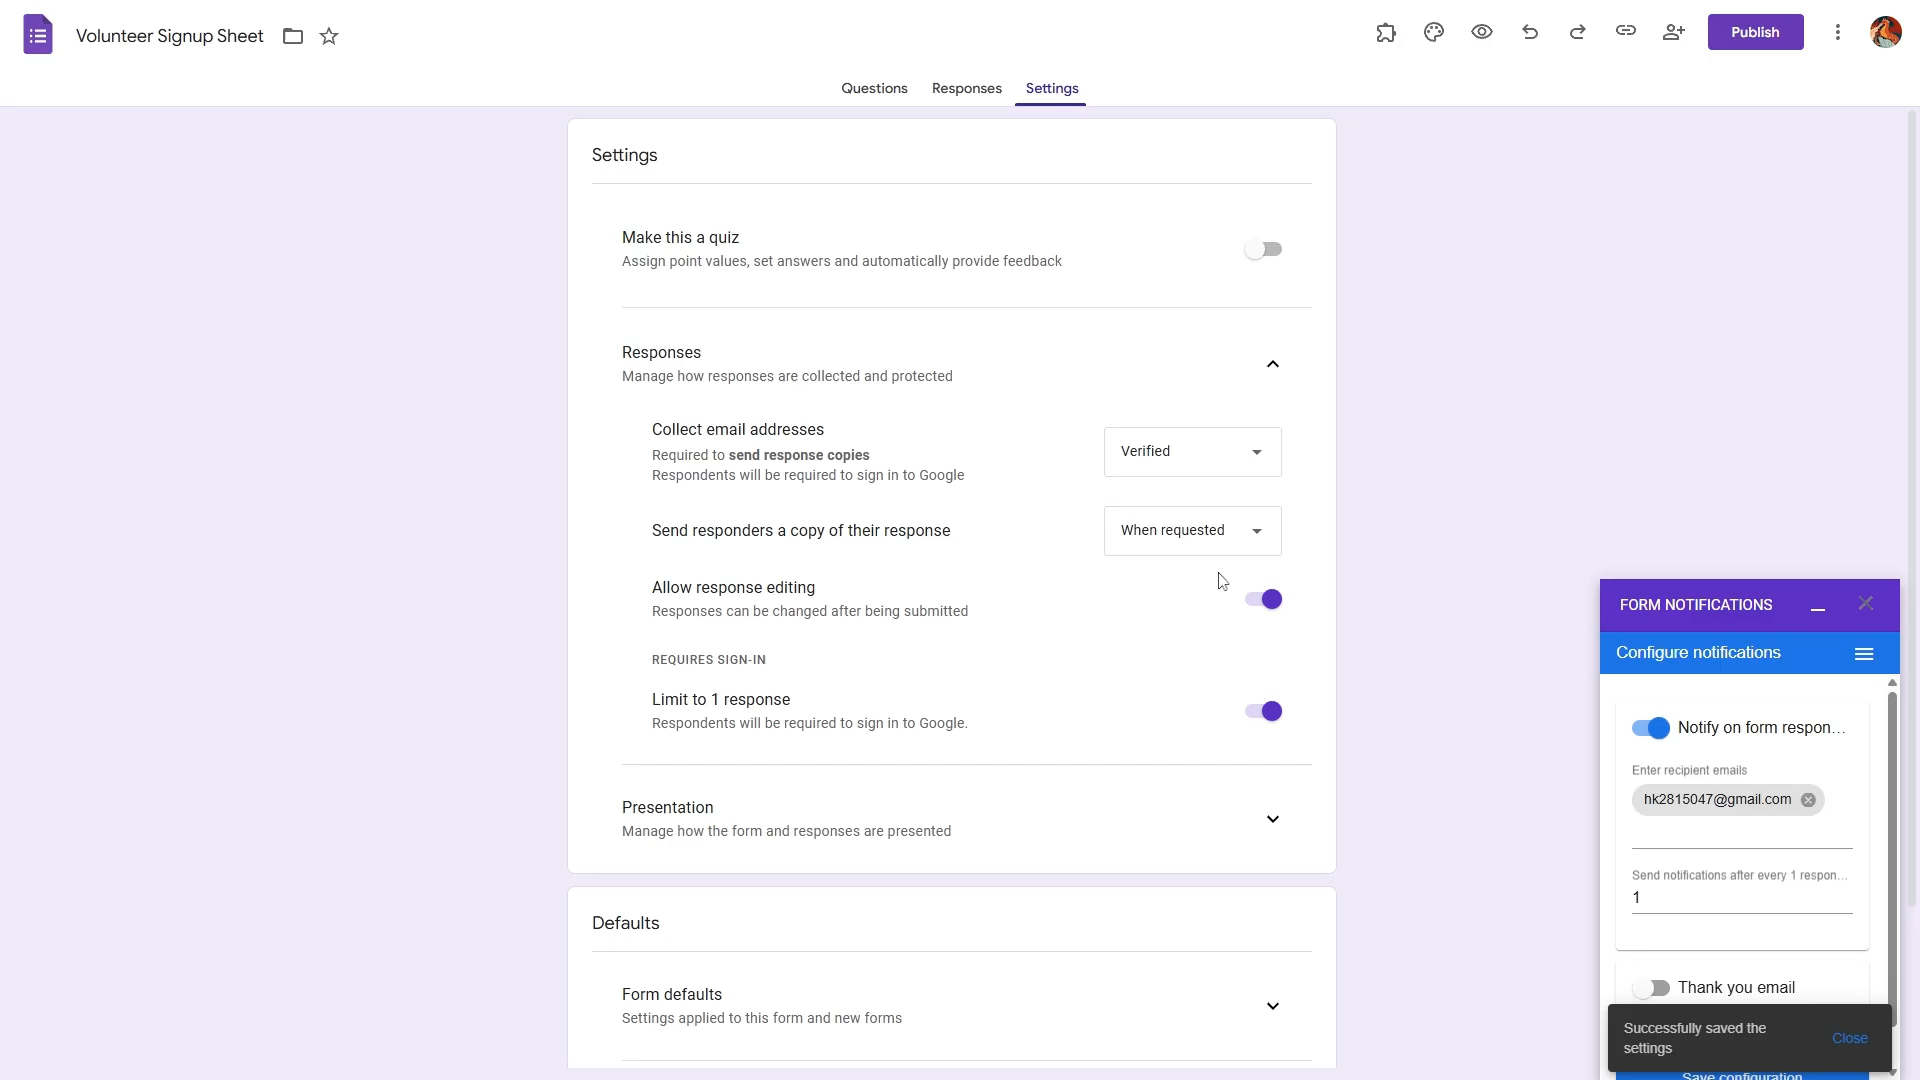 Volunteer Signup Sheet
Publish
Questions
Responses
Settings
Settings
Make this a quiz
Assign point values, set answers and automatically provide feedback
Responses
Manage how responses are collected and protected
Collect email addresses
Required to send response copies
Respondents will be required to sign in to Google
Verified
Send responders a copy of their response
When requested
Allow response editing
Responses can be changed after being submitted
REQUIRES SIGN-IN
Limit to 1 response
Respondents will be required to sign in to Google.
Presentation
Manage how the form and responses are presented
Defaults
Form defaults
Settings applied to this form and new forms
FORM NOTIFICATIONS
Configure notifications
Notify on form respon...
Enter recipient emails
hk2815047@gmail.com
Send notifications after every 1 respon...
1
Thank you email
Successfully saved the
settings
Close
Save configuration